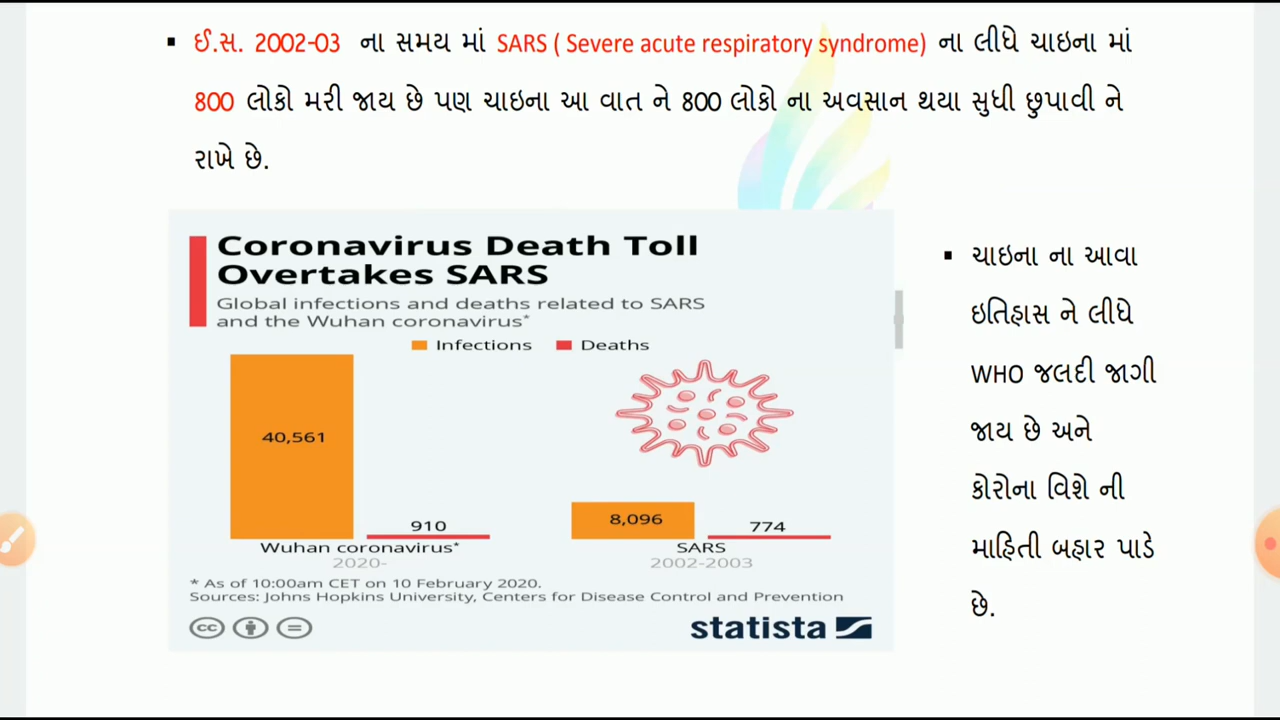 ▪ ઈ.સ. 2002-03 ના સમય માં SARS ( Severe acute respiratory syndrome) ના લીધે ચાઇના માં
800 લોકો મરી જાય છે પણ ચાઇના આ વાત ને 800 લોકો ના અવસાન થયા સુધી છુપાવી ને
રાખે છે.
Coronavirus Death Toll
Overtakes SARS
Global infections and deaths related to SARS
and the Wuhan coronavirus*
Infections Deaths
40,561
910
8,096
774
Wuhan coronavirus*
2020-
SARS
2002-2003
* As of 10:00am CET on 10 February 2020.
Sources: Johns Hopkins University, Centers for Disease Control and Prevention
cc
statista
▪ ચાઇના ના આવા
ઇતિહાસ ને લીધે
WHO જલદી જાગી
જાય છે અને
કોરોના વિશે ની
માહિતી બહાર પાડે
છે.